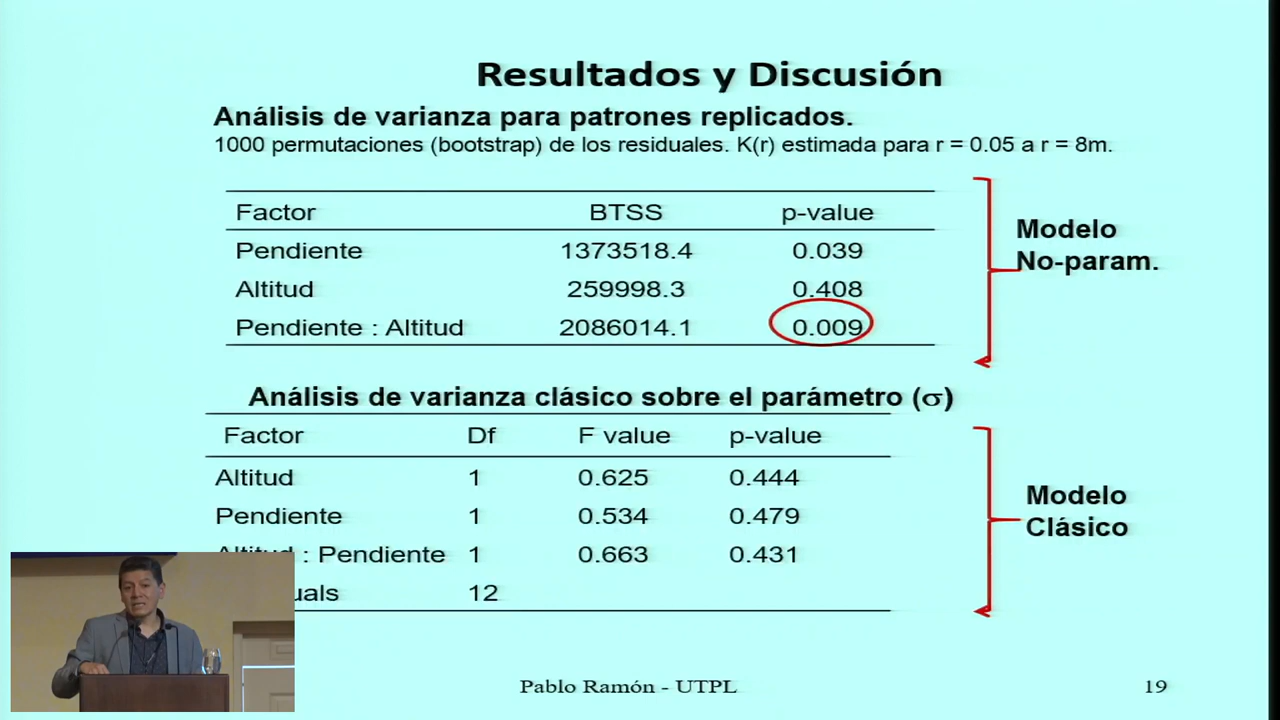 Resultados y Discusión
Análisis de varianza para patrones replicados.
1000 permutaciones (bootstrap) de los residuales. K(r) estimada para r = 0.05 a r = 8m.
Factor BTSS p-value
Pendiente 1373518.4 0.039
Altitud 259998.3 0.408
Pendiente : Altitud 2086014.1 0.009
Modelo
No-param.
Análisis de varianza clásico sobre el parámetro (σ)
Factor Df F value p-value
Altitud 1 0.625 0.444
Pendiente 1 0.534 0.479
: Pendiente 1 0.663 0.431
12
Modelo
Clásico
Pablo Ramón - UTPL
19